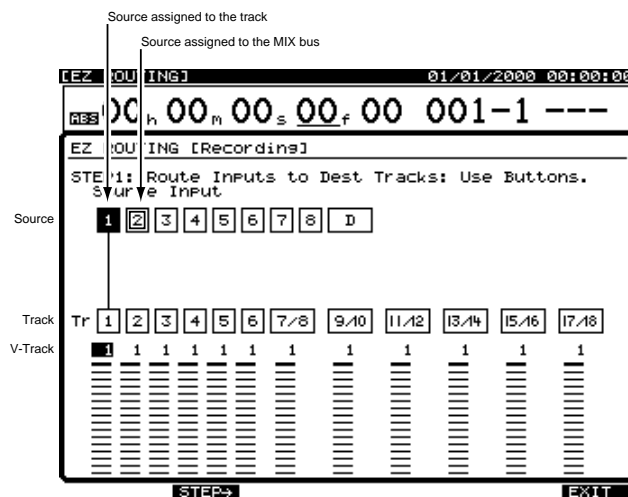 Source assigned to the track
Source assigned to the MIX bus
[EZ ROUTING] 01/01/2000 00:00:00
ABS 00 h 00 m 00 s 00 f 00 001-1 ---
EZ ROUTING [Recording]
STEP1: Route Inputs to Dest Tracks: Use Buttons.
Source Input
Source 1 2 3 4 5 6 7 8 D
Track Tr 1 2 3 4 5 6 7/8 9/10 11/12 13/14 15/16 17/18
V-Track 1 1 1 1 1 1 1 1 1 1 1 1
STEP→ EXIT